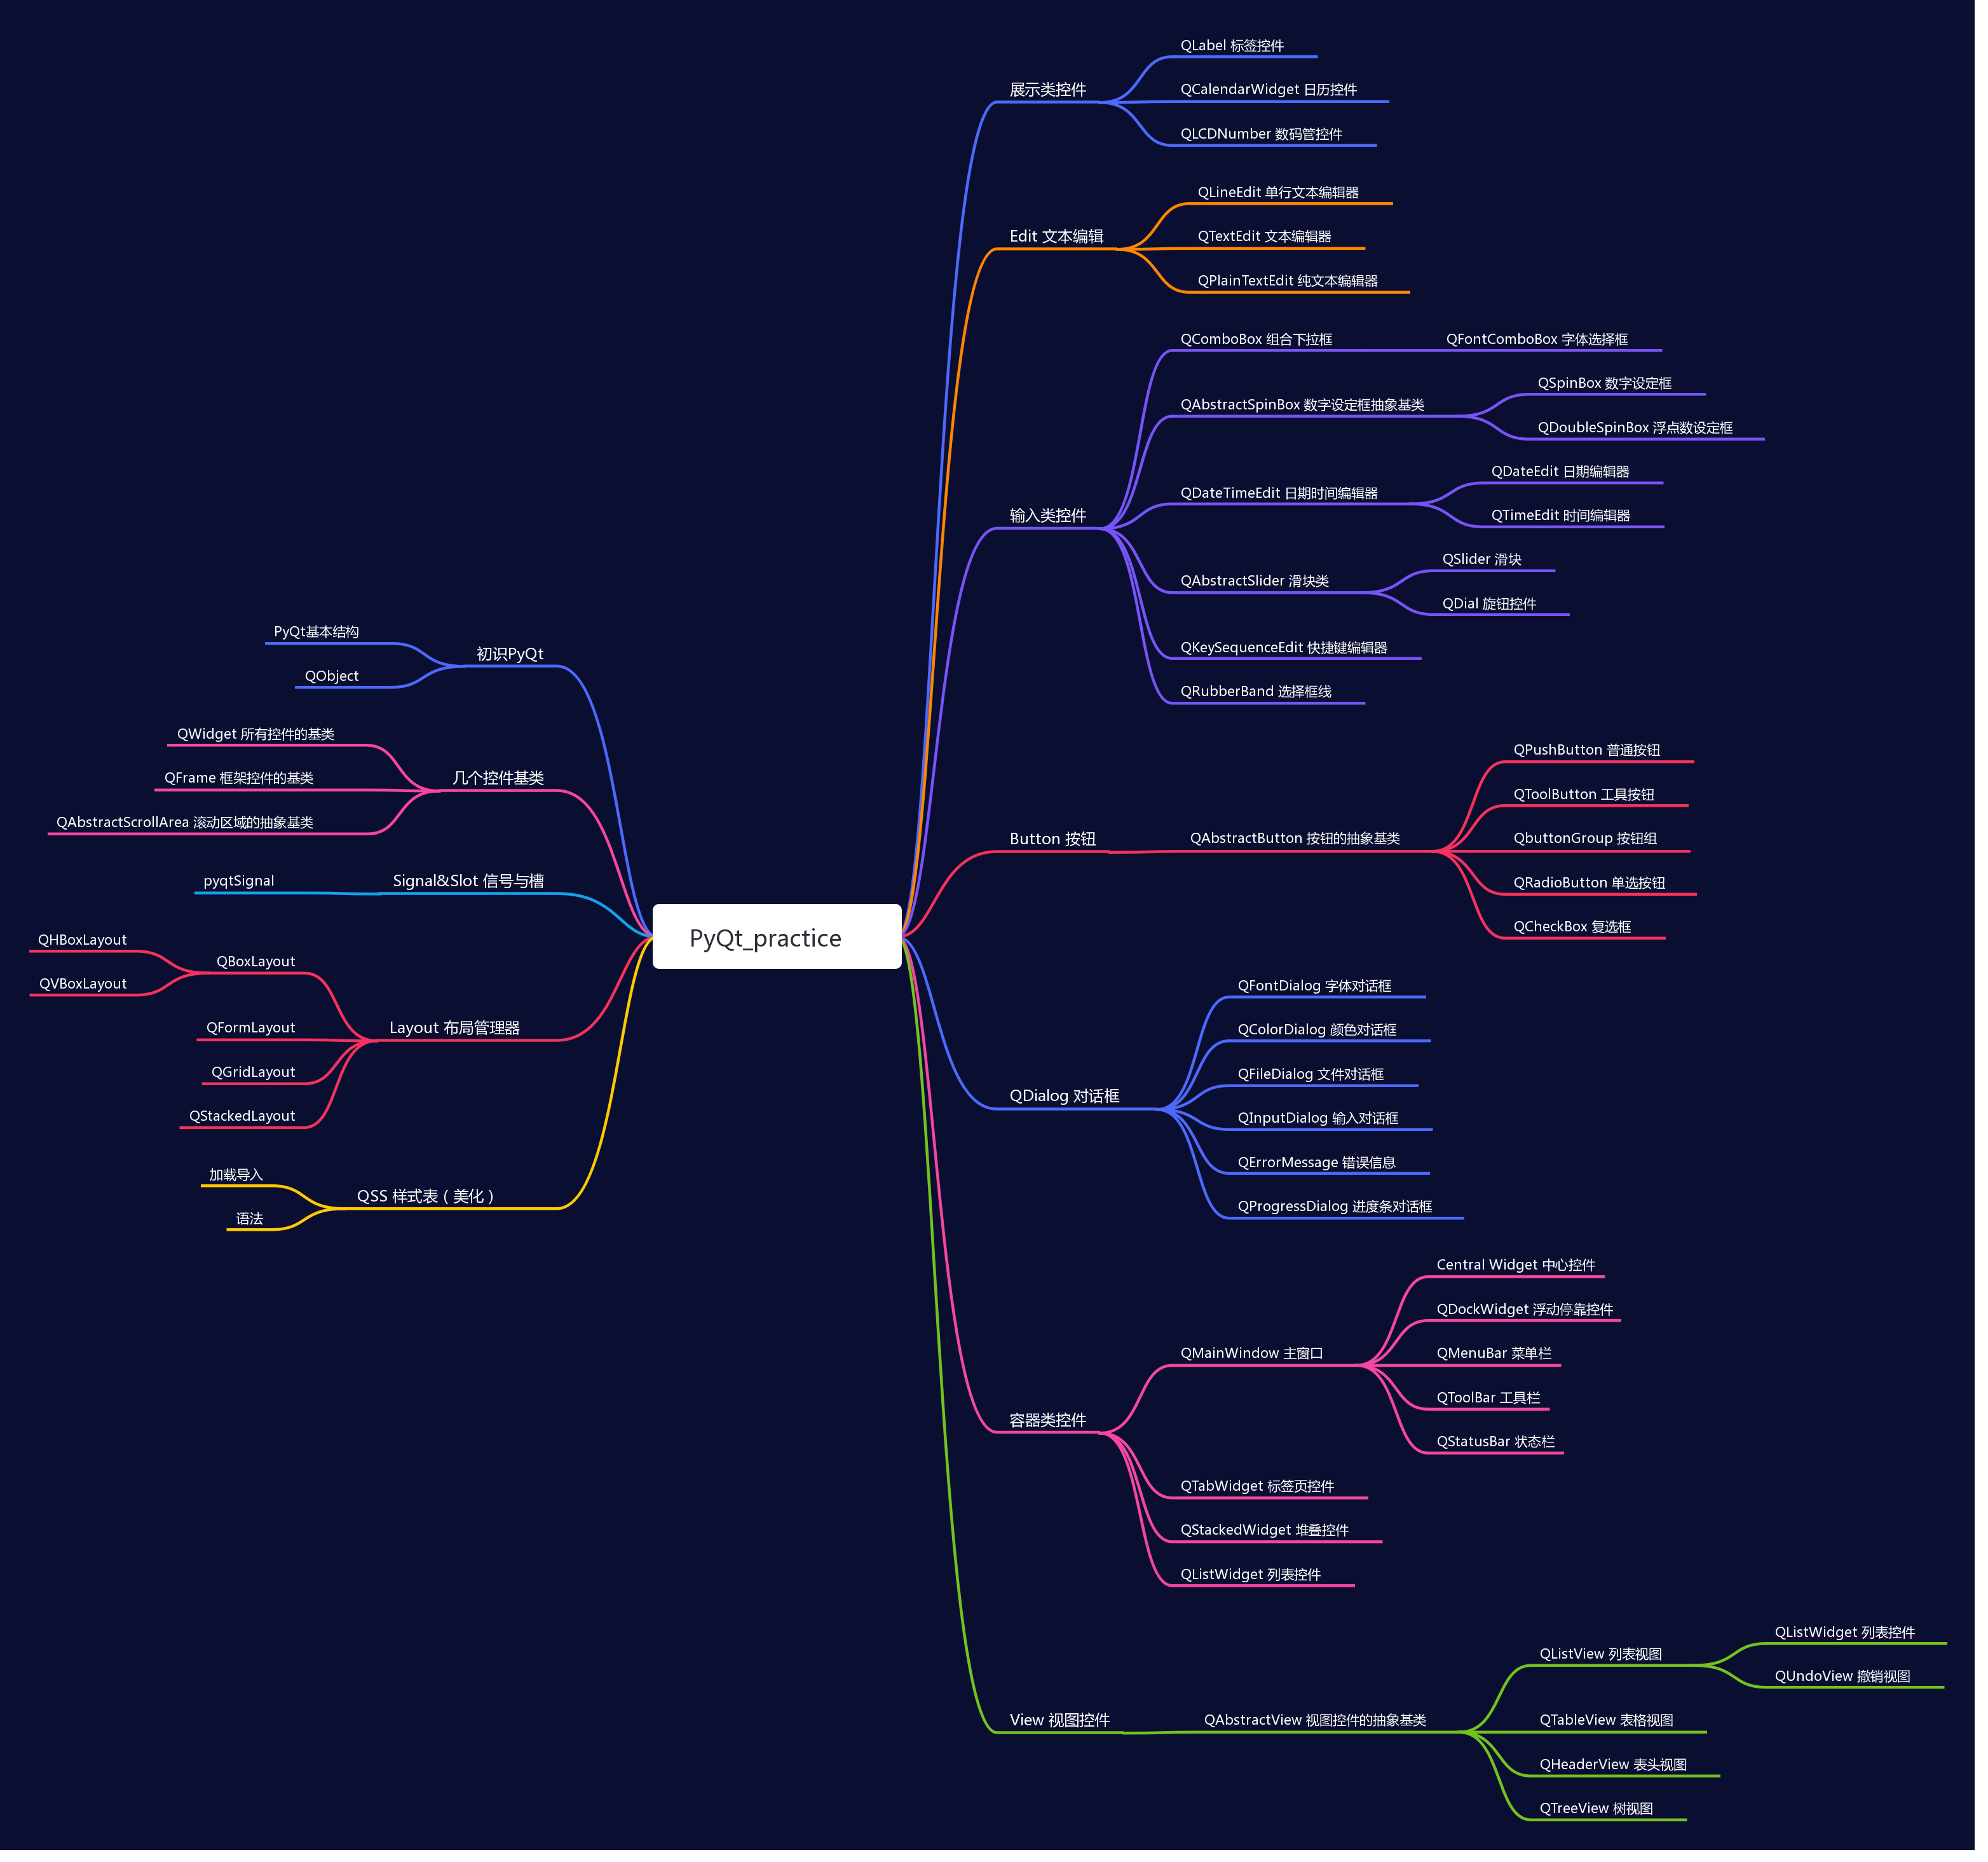 PyQt_practice
初识PyQt
PyQt基本结构
QObject
几个控件基类
QWidget 所有控件的基类
QFrame 框架控件的基类
QAbstractScrollArea 滚动区域的抽象基类
Signal&Slot 信号与槽
pyqtSignal
Layout 布局管理器
QBoxLayout
QHBoxLayout
QVBoxLayout
QFormLayout
QGridLayout
QStackedLayout
QSS 样式表（美化）
加载导入
语法
展示类控件
QLabel 标签控件
QCalendarWidget 日历控件
QLCDNumber 数码管控件
Edit 文本编辑
QLineEdit 单行文本编辑器
QTextEdit 文本编辑器
QPlainTextEdit 纯文本编辑器
输入类控件
QComboBox 组合下拉框
QFontComboBox 字体选择框
QAbstractSpinBox 数字设定框抽象基类
QSpinBox 数字设定框
QDoubleSpinBox 浮点数设定框
QDateTimeEdit 日期时间编辑器
QDateEdit 日期编辑器
QTimeEdit 时间编辑器
QAbstractSlider 滑块类
QSlider 滑块
QDial 旋钮控件
QKeySequenceEdit 快捷键编辑器
QRubberBand 选择框线
Button 按钮
QAbstractButton 按钮的抽象基类
QPushButton 普通按钮
QToolButton 工具按钮
QbuttonGroup 按钮组
QRadioButton 单选按钮
QCheckBox 复选框
QDialog 对话框
QFontDialog 字体对话框
QColorDialog 颜色对话框
QFileDialog 文件对话框
QInputDialog 输入对话框
QErrorMessage 错误信息
QProgressDialog 进度条对话框
容器类控件
QMainWindow 主窗口
Central Widget 中心控件
QDockWidget 浮动停靠控件
QMenuBar 菜单栏
QToolBar 工具栏
QStatusBar 状态栏
QTabWidget 标签页控件
QStackedWidget 堆叠控件
QListWidget 列表控件
View 视图控件
QAbstractView 视图控件的抽象基类
QListView 列表视图
QListWidget 列表控件
QUndoView 撤销视图
QTableView 表格视图
QHeaderView 表头视图
QTreeView 树视图